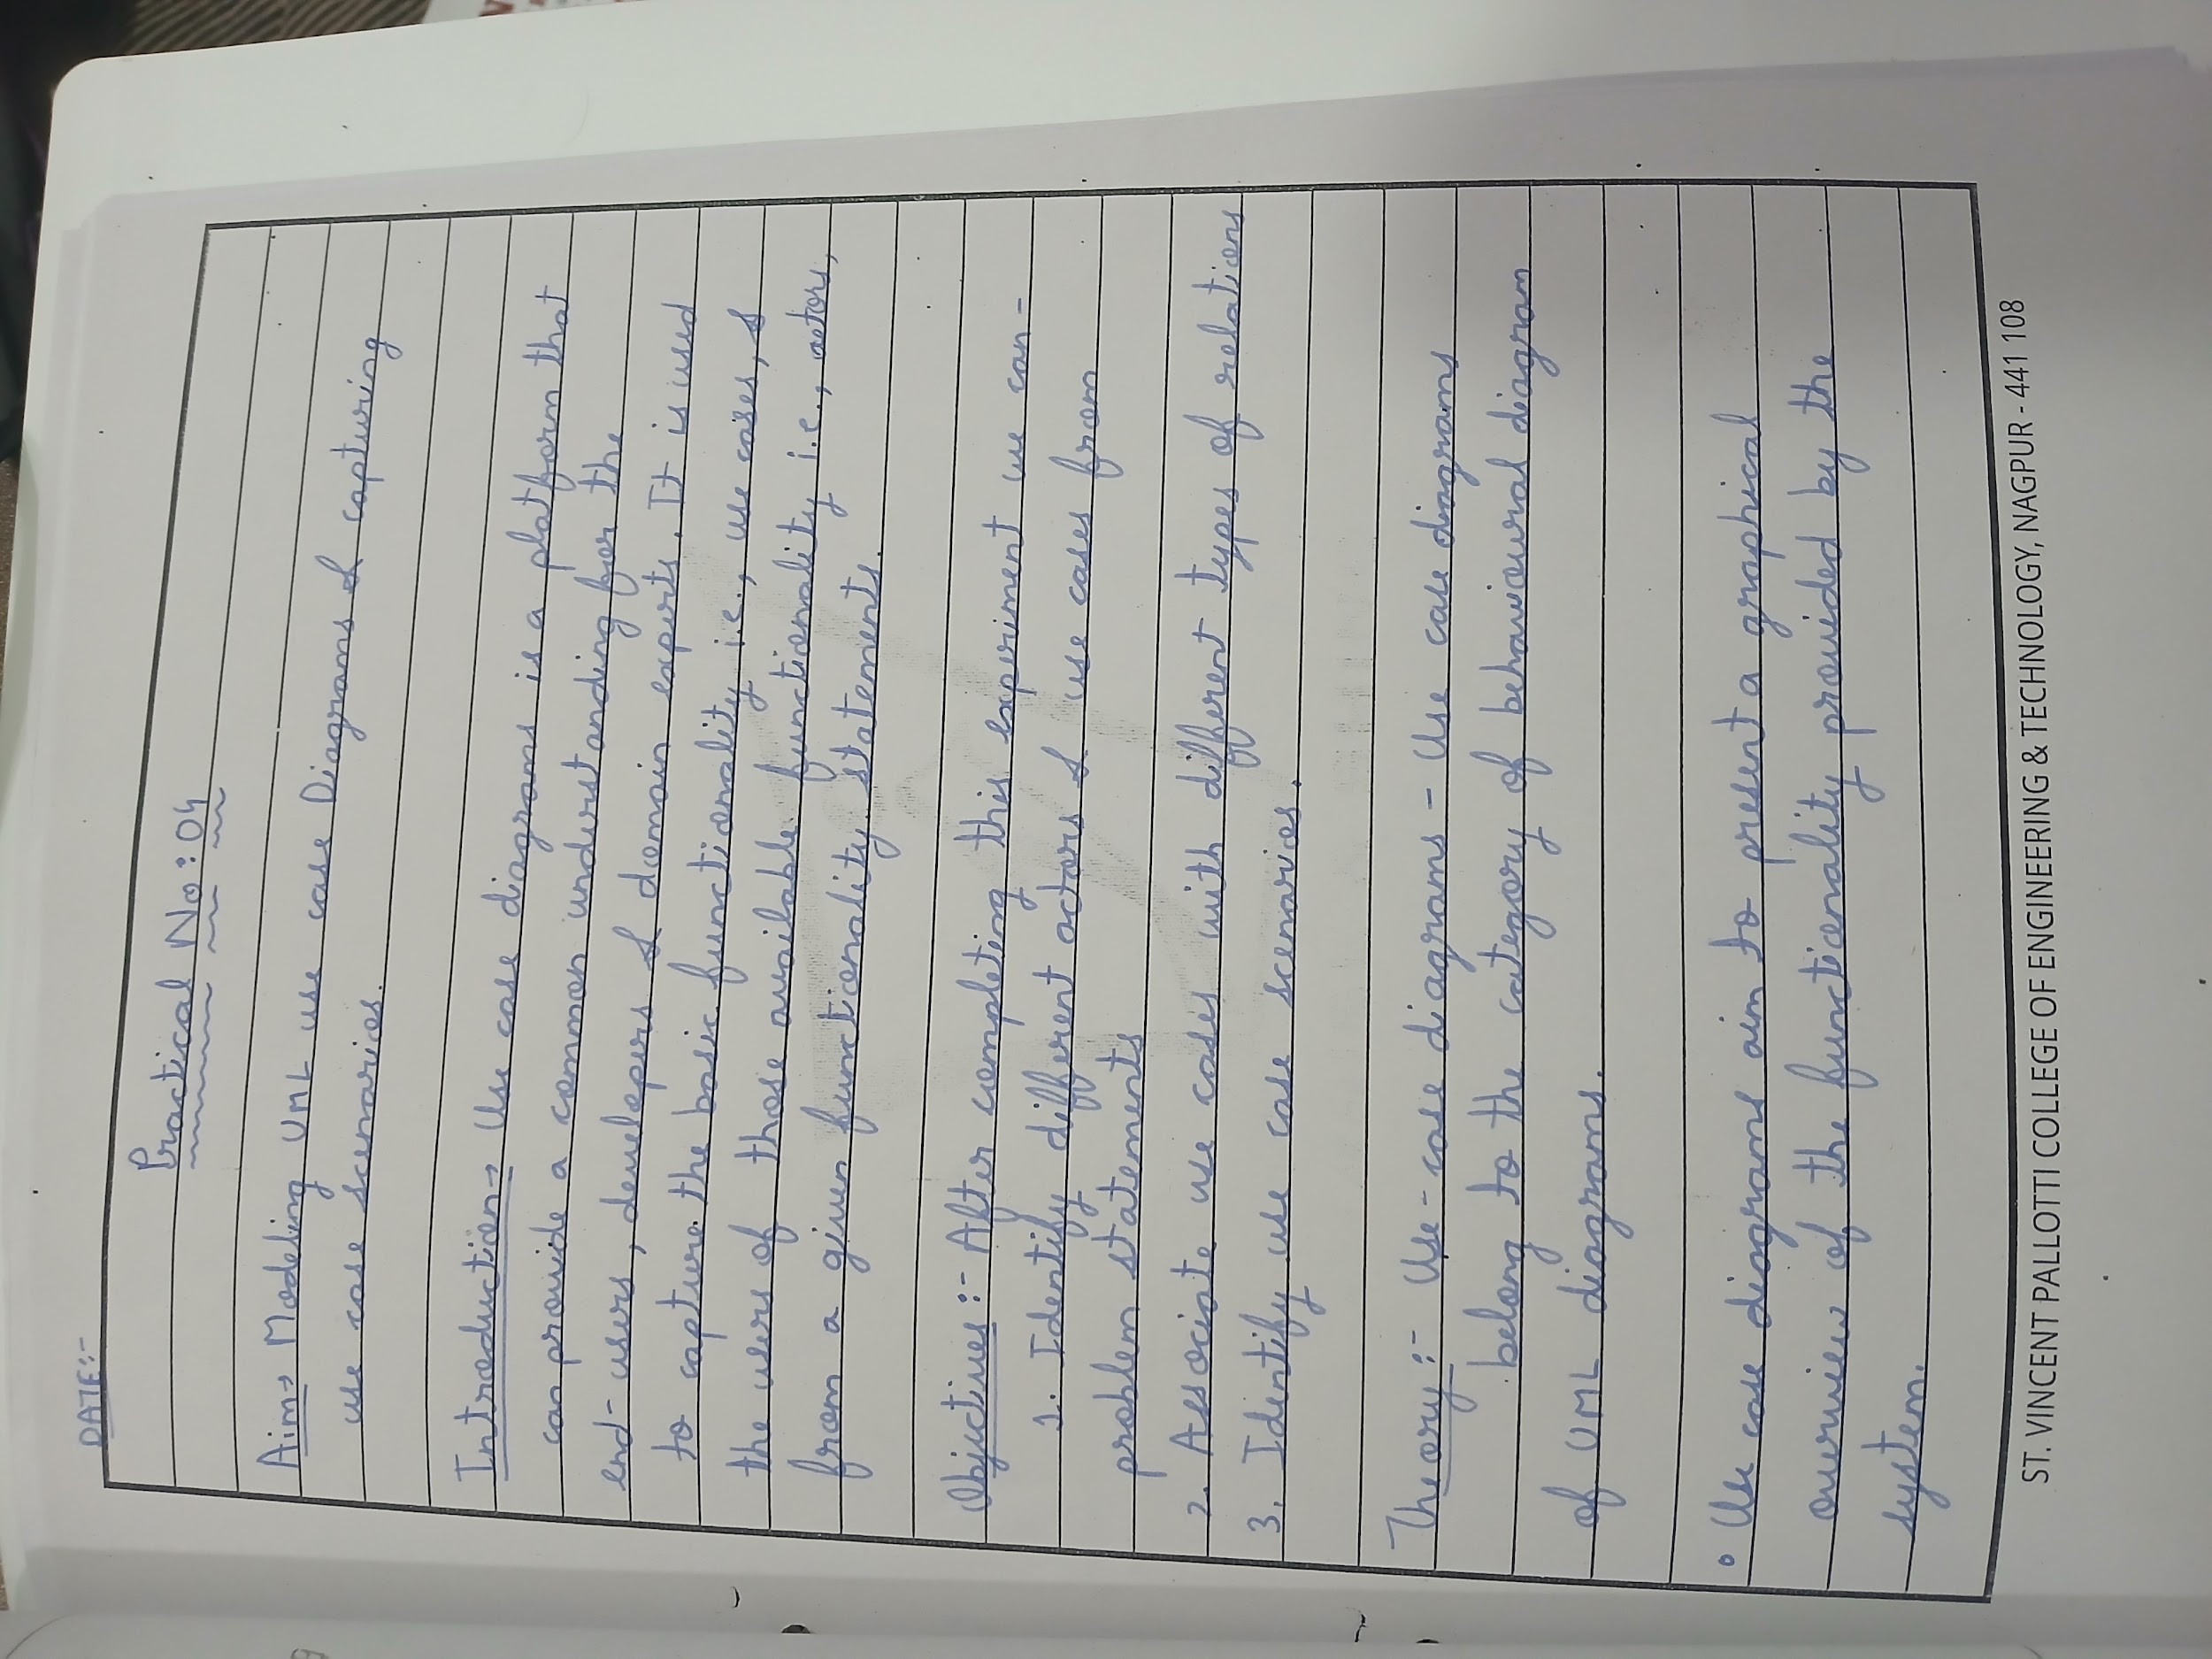 DATE:-
Practical No:04
Aim→ Modeling UML use case Diagrams & capturing
use case scenarios.
Introduction→ Use case diagrams is a platform that
can provide a common understanding for the
end-users, developers & domain experts. It is used
to capture the basic functionality i.e., use cases, &
the users of those available functionality i.e., actors,
from a given functionality statements.
Objectives:- After completing this experiment we can-
1. Identify different actors & use cases from
problem statements
2. Assosciate use cases with different types of relations
3. Identify use case scenarios.
Theory:- Use-case diagrams- Use case diagrams
belong to the category of behavioural diagram
of UML diagrams.
• Use case diagrams aim to present a graphical
overview of the functionality provided by the
system.
ST. VINCENT PALLOTTI COLLEGE OF ENGINEERING & TECHNOLOGY, NAGPUR - 441 108